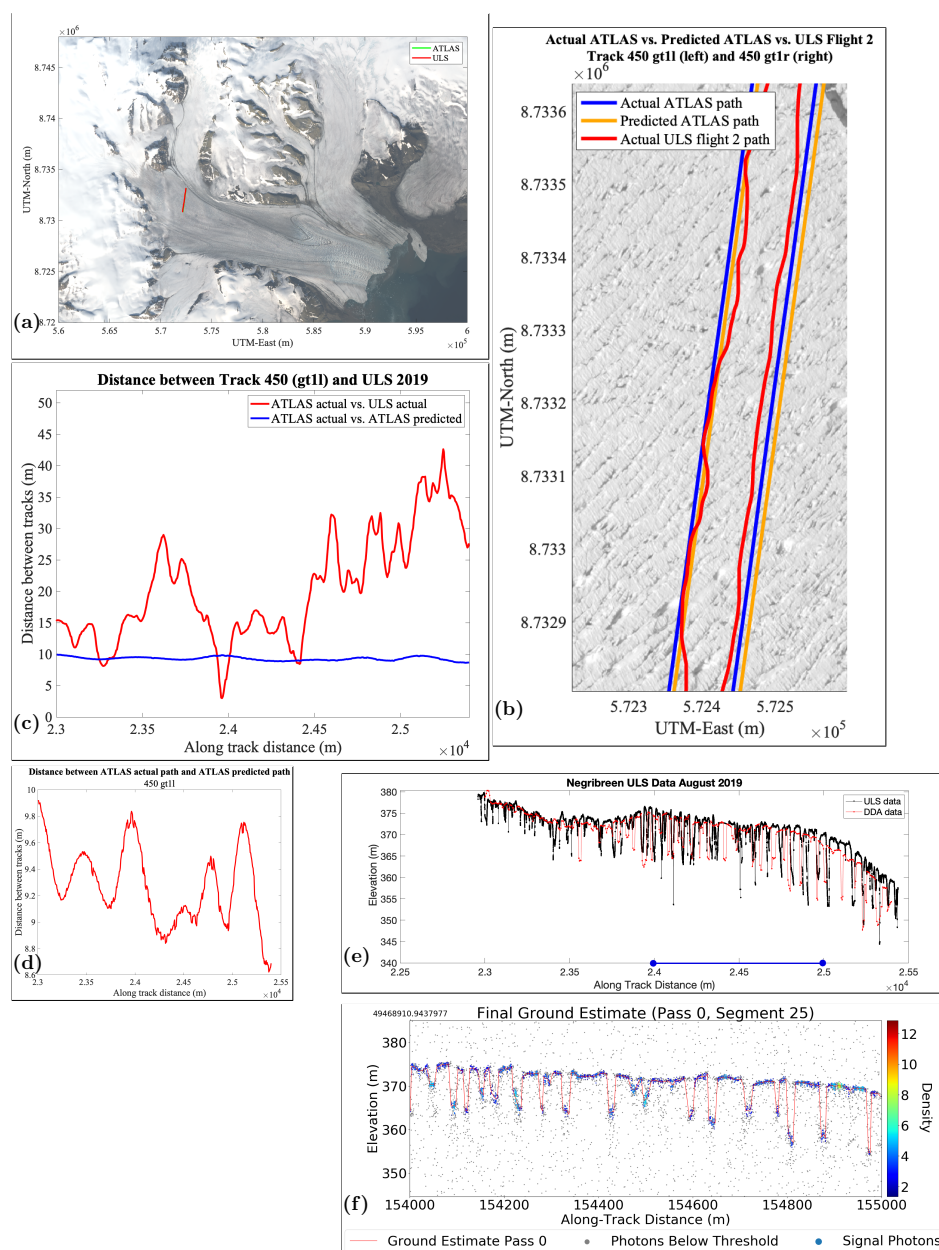 ×10⁶
8.745
8.74
8.735
8.73
8.725
8.72
UTM-North (m)
ATLAS
ULS
5.6
5.65
5.7
5.75
5.8
5.85
5.9
5.95
6
×10⁵
UTM-East (m)
(a)
Actual ATLAS vs. Predicted ATLAS vs. ULS Flight 2
Track 450 gt1l (left) and 450 gt1r (right)
×10⁶
Actual ATLAS path
Predicted ATLAS path
Actual ULS flight 2 path
8.7336
8.7335
8.7334
8.7333
8.7332
8.7331
8.733
8.7329
UTM-North (m)
5.723
5.724
5.725
×10⁵
UTM-East (m)
(b)
Distance between Track 450 (gt1l) and ULS 2019
ATLAS actual vs. ULS actual
ATLAS actual vs. ATLAS predicted
50
45
40
35
30
25
20
15
10
5
0
Distance between tracks (m)
2.3
2.35
2.4
2.45
2.5
×10⁴
Along track distance (m)
(c)
Distance between ATLAS actual path and ATLAS predicted path
450 gt1l
10
9.8
9.6
9.4
9.2
9
8.8
8.6
Distance between tracks (m)
2.3
2.35
2.4
2.45
2.5
2.55
×10⁴
Along track distance (m)
(d)
Negribreen ULS Data August 2019
ULS data
DDA data
380
375
370
365
360
355
350
345
340
Elevation (m)
2.25
2.3
2.35
2.4
2.45
2.5
2.55
×10⁴
Along Track Distance (m)
(e)
49468910.9437977
Final Ground Estimate (Pass 0, Segment 25)
380
370
360
350
Elevation (m)
12
10
8
6
4
2
Density
154000
154200
154400
154600
154800
155000
Along-Track Distance (m)
(f)
Ground Estimate Pass 0
Photons Below Threshold
Signal Photons